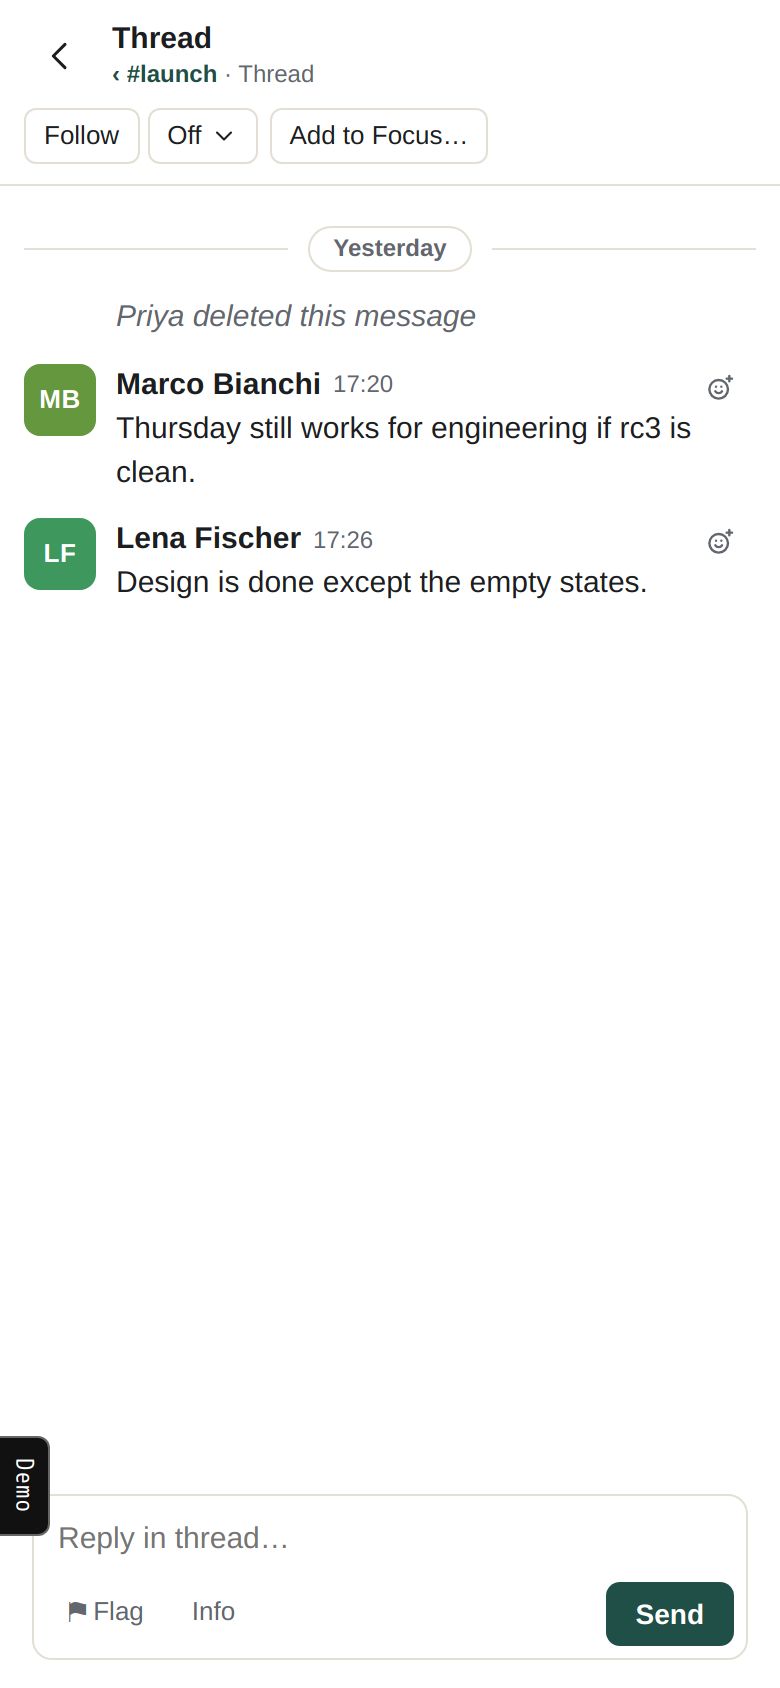 Thread
‹ #launch · Thread
Follow
Off
Add to Focus…
Yesterday
Priya deleted this message
MB
Marco Bianchi 17:20
Thursday still works for engineering if rc3 is
clean.
LF
Lena Fischer 17:26
Design is done except the empty states.
Demo
Reply in thread…
Flag
Info
Send